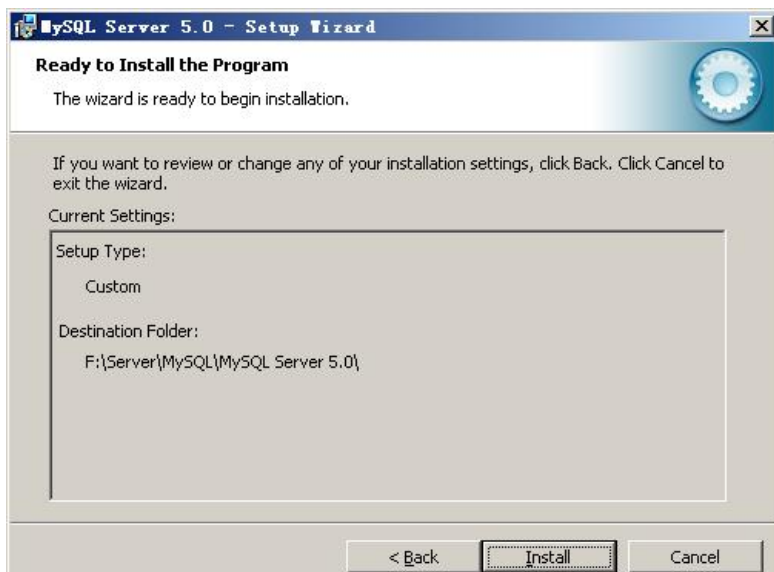 MySQL Server 5.0 - Setup Wizard
Ready to Install the Program
The wizard is ready to begin installation.
If you want to review or change any of your installation settings, click Back. Click Cancel to
exit the wizard.
Current Settings:
Setup Type:
Custom
Destination Folder:
F:\Server\MySQL\MySQL Server 5.0\
< Back
Install
Cancel